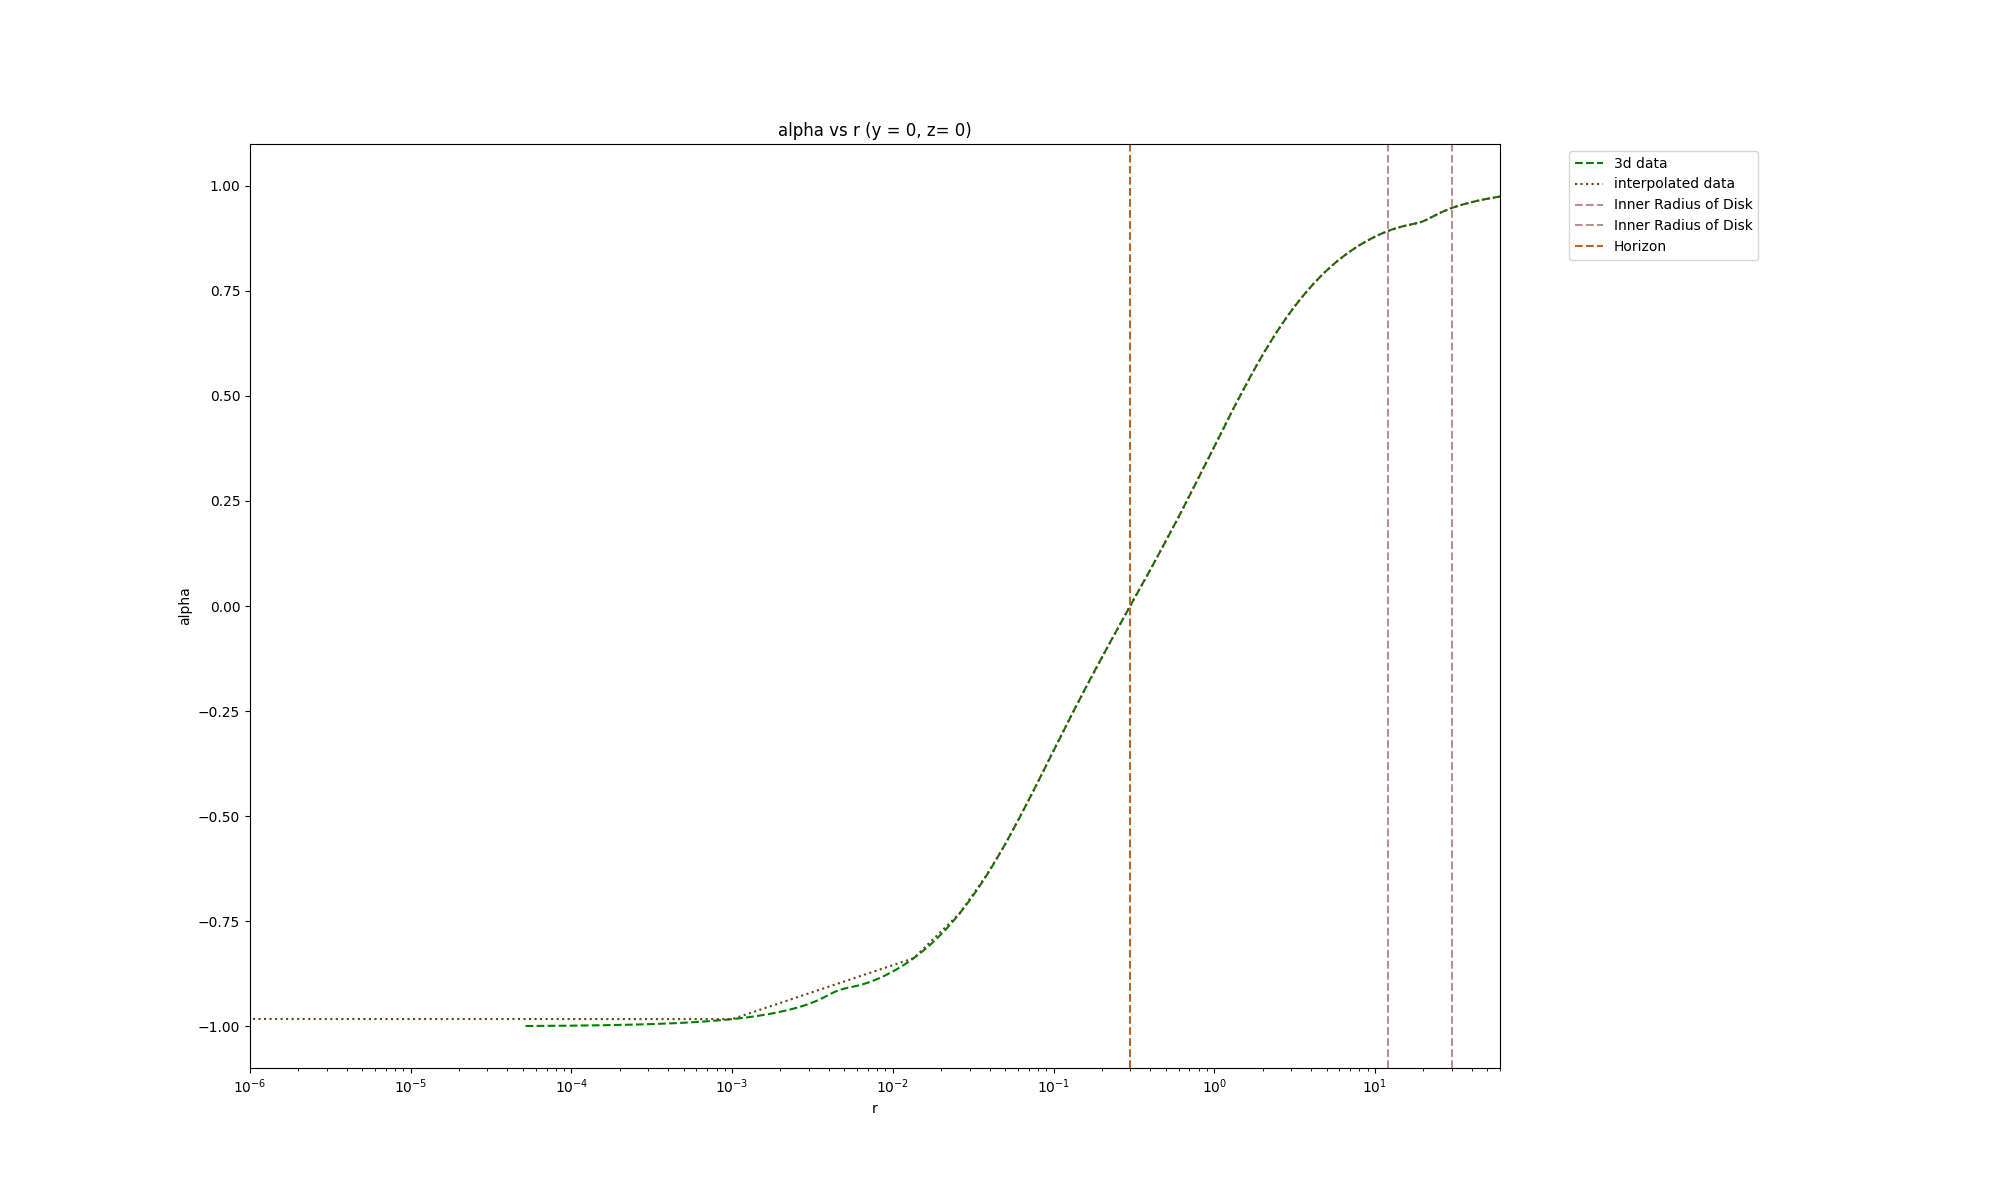 alpha vs r (y = 0, z= 0)
3d data
interpolated data
Inner Radius of Disk
Inner Radius of Disk
Horizon
1.00
0.75
0.50
0.25
0.00
−0.25
−0.50
−0.75
−1.00
alpha
10⁻⁶ 10⁻⁵ 10⁻⁴ 10⁻³ 10⁻² 10⁻¹ 10⁰ 10¹
r